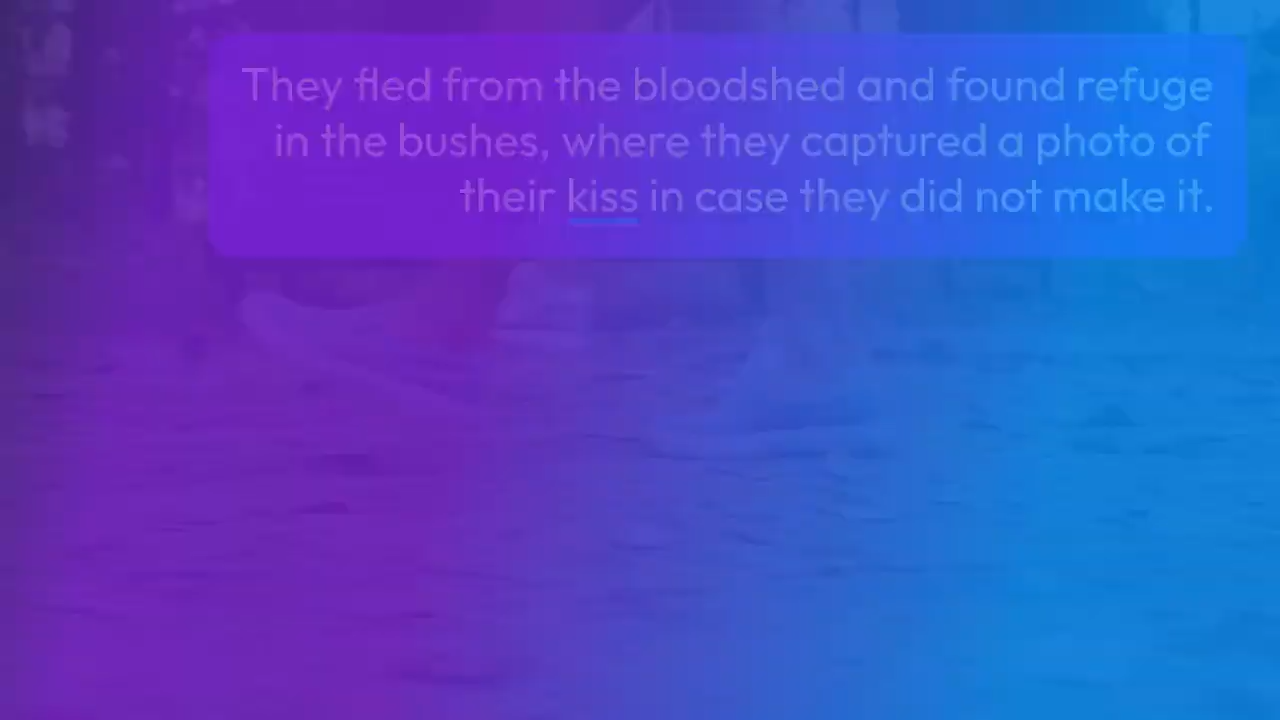 They fled from the bloodshed and found refuge
in the bushes, where they captured a photo of
their kiss in case they did not make it.